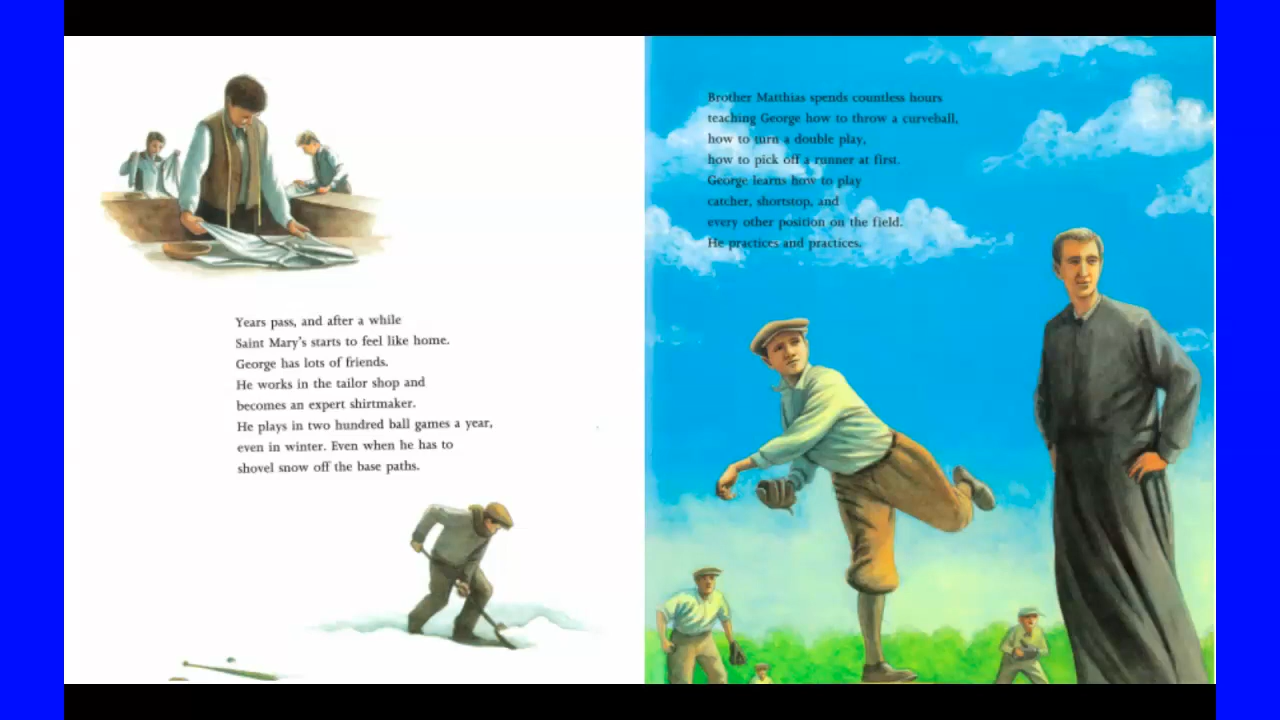 Years pass, and after a while
Saint Mary's starts to feel like home.
George has lots of friends.
He works in the tailor shop and
becomes an expert shirtmaker.
He plays in two hundred ball games a year,
even in winter. Even when he has to
shovel snow off the base paths.
Brother Matthias spends countless hours
teaching George how to throw a curveball,
how to turn a double play,
how to pick off a runner at first.
George learns how to play
catcher, shortstop, and
every other position on the field.
He practices and practices.